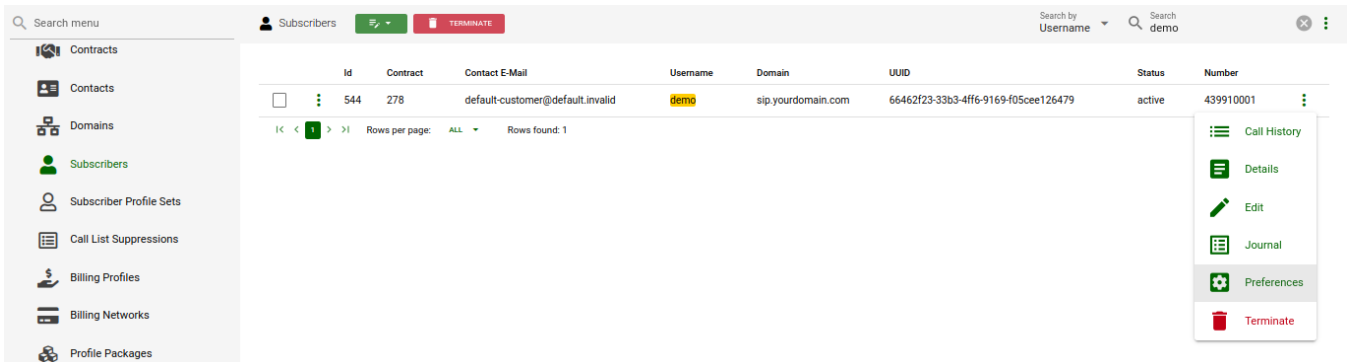 Search menu
Contracts
Contacts
Domains
Subscribers
Subscriber Profile Sets
Call List Suppressions
Billing Profiles
Billing Networks
Profile Packages
Subscribers
TERMINATE
Search by
Username
Search
demo
Id Contract Contact E-Mail Username Domain UUID Status Number
544 278 default-customer@default.invalid demo sip.yourdomain.com 66462f23-33b3-4ff6-9169-f05cee126479 active 439910001
1 Rows per page: ALL Rows found: 1
Call History
Details
Edit
Journal
Preferences
Terminate